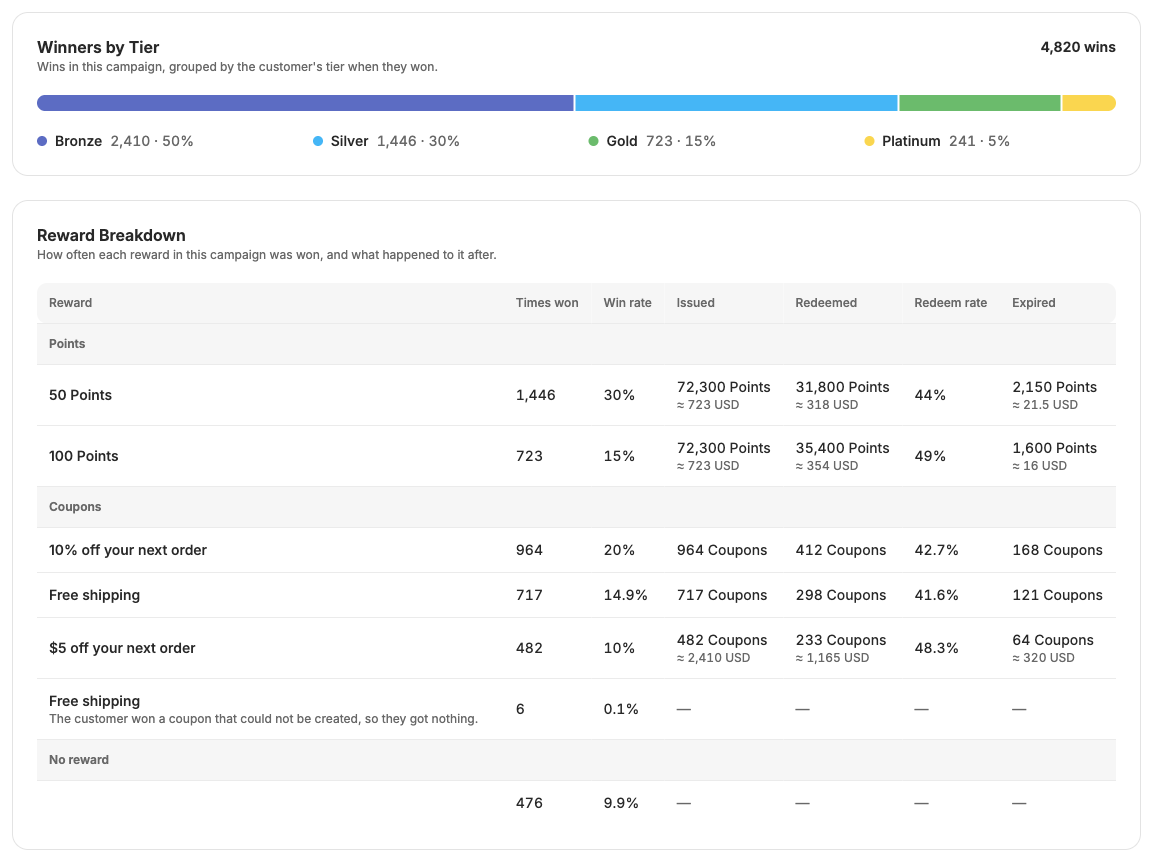 Winners by Tier
4,820 wins
Wins in this campaign, grouped by the customer's tier when they won.
Bronze 2,410 · 50% Silver 1,446 · 30% Gold 723 · 15% Platinum 241 · 5%
Reward Breakdown
How often each reward in this campaign was won, and what happened to it after.
Reward Times won Win rate Issued Redeemed Redeem rate Expired
Points
50 Points 1,446 30% 72,300 Points 31,800 Points 44% 2,150 Points
≈ 723 USD ≈ 318 USD ≈ 21.5 USD
100 Points 723 15% 72,300 Points 35,400 Points 49% 1,600 Points
≈ 723 USD ≈ 354 USD ≈ 16 USD
Coupons
10% off your next order 964 20% 964 Coupons 412 Coupons 42.7% 168 Coupons
Free shipping 717 14.9% 717 Coupons 298 Coupons 41.6% 121 Coupons
$5 off your next order 482 10% 482 Coupons 233 Coupons 48.3% 64 Coupons
≈ 2,410 USD ≈ 1,165 USD ≈ 320 USD
Free shipping 6 0.1% — — — —
The customer won a coupon that could not be created, so they got nothing.
No reward
476 9.9% — — — —